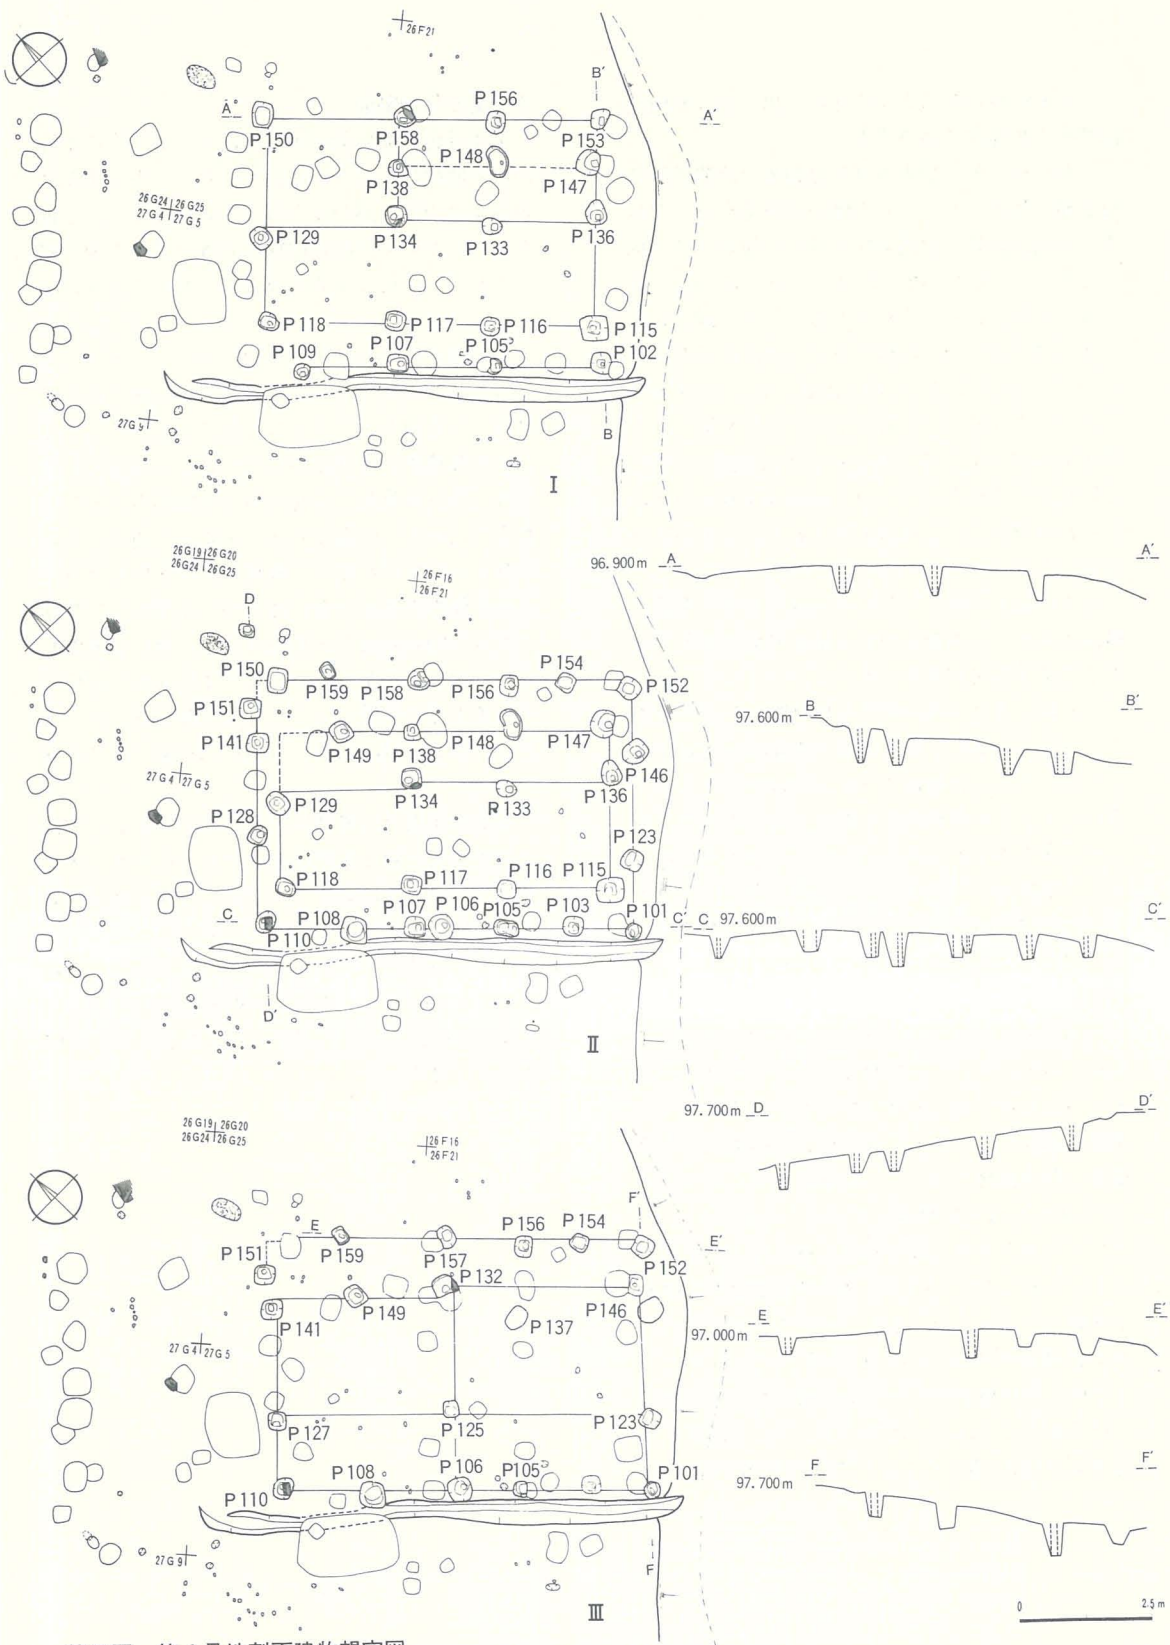 26F21
B'
A
A'
P156
P150
P158
P153
P148
P138
P147
26G24 26G25
27G4 27G5
P129
P134
P133
P136
P118
P117
P116
P115
P109
P107
P105
P102
27G9
B
I
26G19 26G20
26G24 26G25
26F16
26F21
96.900m A
A'
D
P150
P154
P159
P158
P156
P152
P151
97.600m B
B'
P141
P149
P138
P148
P147
P146
27G4 27G5
P129
P134
P133
P136
P128
P123
P118
P117
P116
P115
C
P108
P107
P106
P105
P103
P101
C'
C 97.600m
C'
P110
D'
II
97.700m D
D'
26G19 26G20
26G24 26G25
26F16
26F21
F'
E
P156
P154
E'
P151
P159
P157
P152
P132
P141
P149
P146
P137
97.000m E
E'
27G4 27G5
P127
P125
P123
P108
P106
P105
P101
P110
97.700m F
F'
27G9
F
III
0
2.5m